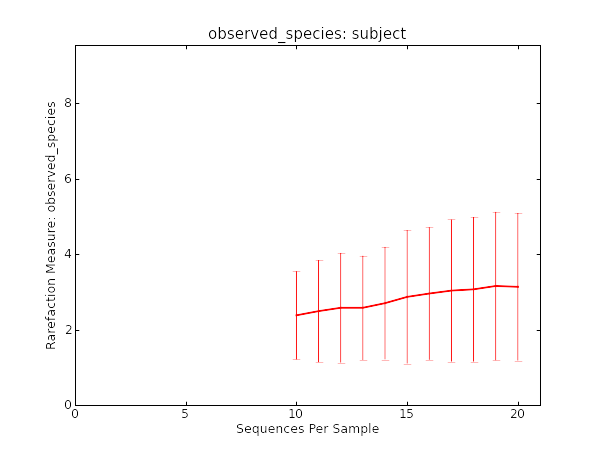 observed_species: subject
Rarefaction Measure: observed_species
8
6
4
2
0
0 5 10 15 20
Sequences Per Sample